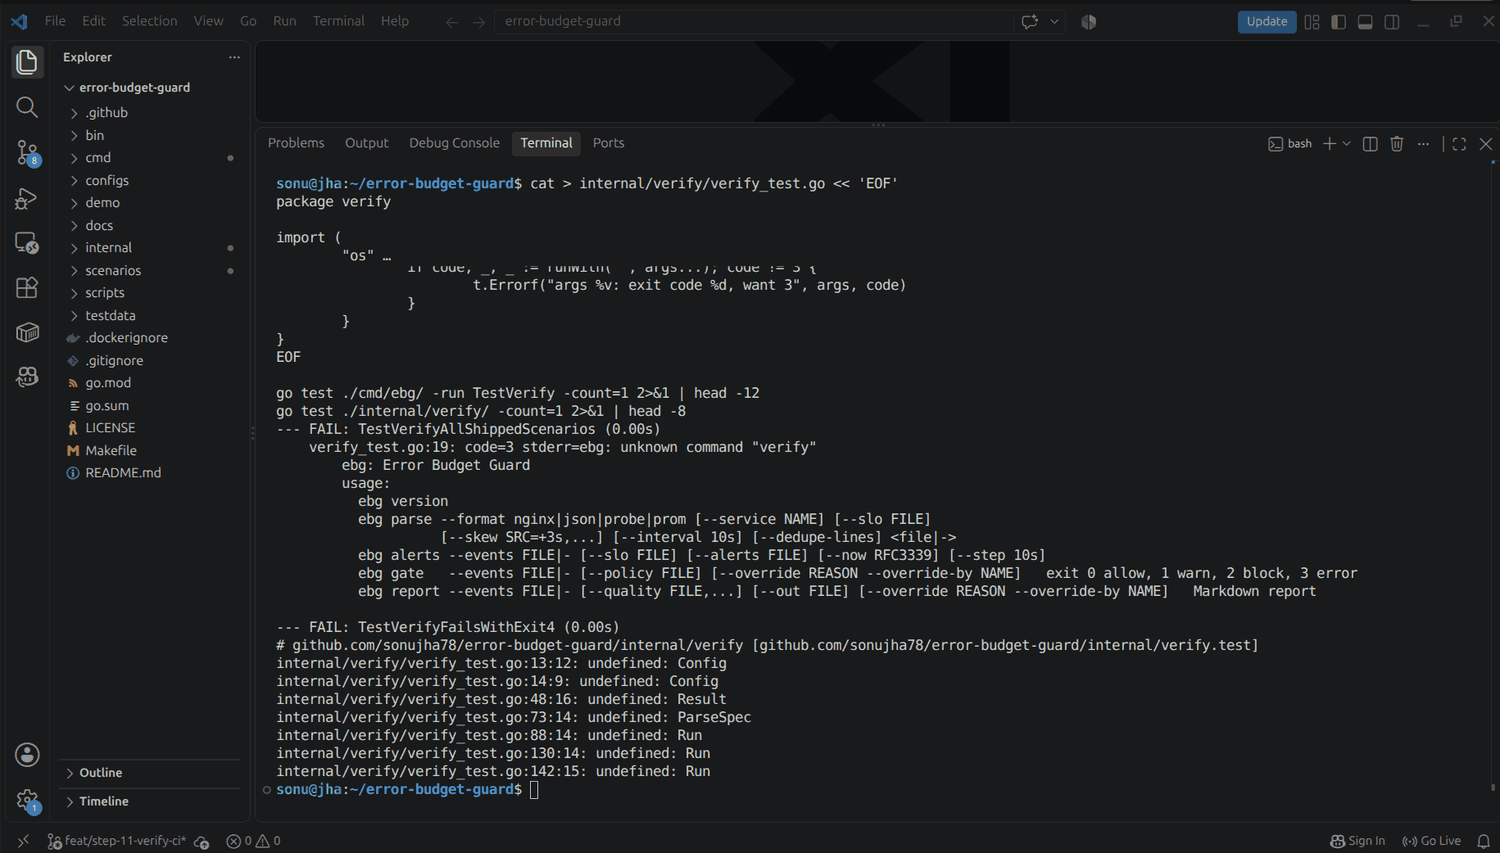 File Edit Selection View Go Run Terminal Help
error-budget-guard
Update
Explorer
error-budget-guard
.github
bin
cmd
configs
demo
docs
internal
scenarios
scripts
testdata
.dockerignore
.gitignore
go.mod
go.sum
LICENSE
Makefile
README.md
Outline
Timeline
8
1
Problems Output Debug Console Terminal Ports
bash
sonu@jha:~/error-budget-guard$ cat > internal/verify/verify_test.go << 'EOF'
package verify
import (
"os" …
if code, _, _ := runWith( , args...); code != 3 {
t.Errorf("args %v: exit code %d, want 3", args, code)
}
}
}
EOF
go test ./cmd/ebg/ -run TestVerify -count=1 2>&1 | head -12
go test ./internal/verify/ -count=1 2>&1 | head -8
--- FAIL: TestVerifyAllShippedScenarios (0.00s)
verify_test.go:19: code=3 stderr=ebg: unknown command "verify"
ebg: Error Budget Guard
usage:
ebg version
ebg parse --format nginx|json|probe|prom [--service NAME] [--slo FILE]
[--skew SRC=+3s,...] [--interval 10s] [--dedupe-lines] <file|->
ebg alerts --events FILE|- [--slo FILE] [--alerts FILE] [--now RFC3339] [--step 10s]
ebg gate --events FILE|- [--policy FILE] [--override REASON --override-by NAME] exit 0 allow, 1 warn, 2 block, 3 error
ebg report --events FILE|- [--quality FILE,...] [--out FILE] [--override REASON --override-by NAME] Markdown report
--- FAIL: TestVerifyFailsWithExit4 (0.00s)
# github.com/sonujha78/error-budget-guard/internal/verify [github.com/sonujha78/error-budget-guard/internal/verify.test]
internal/verify/verify_test.go:13:12: undefined: Config
internal/verify/verify_test.go:14:9: undefined: Config
internal/verify/verify_test.go:48:16: undefined: Result
internal/verify/verify_test.go:73:14: undefined: ParseSpec
internal/verify/verify_test.go:88:14: undefined: Run
internal/verify/verify_test.go:130:14: undefined: Run
internal/verify/verify_test.go:142:15: undefined: Run
sonu@jha:~/error-budget-guard$
feat/step-11-verify-ci* 0 0 Sign In Go Live